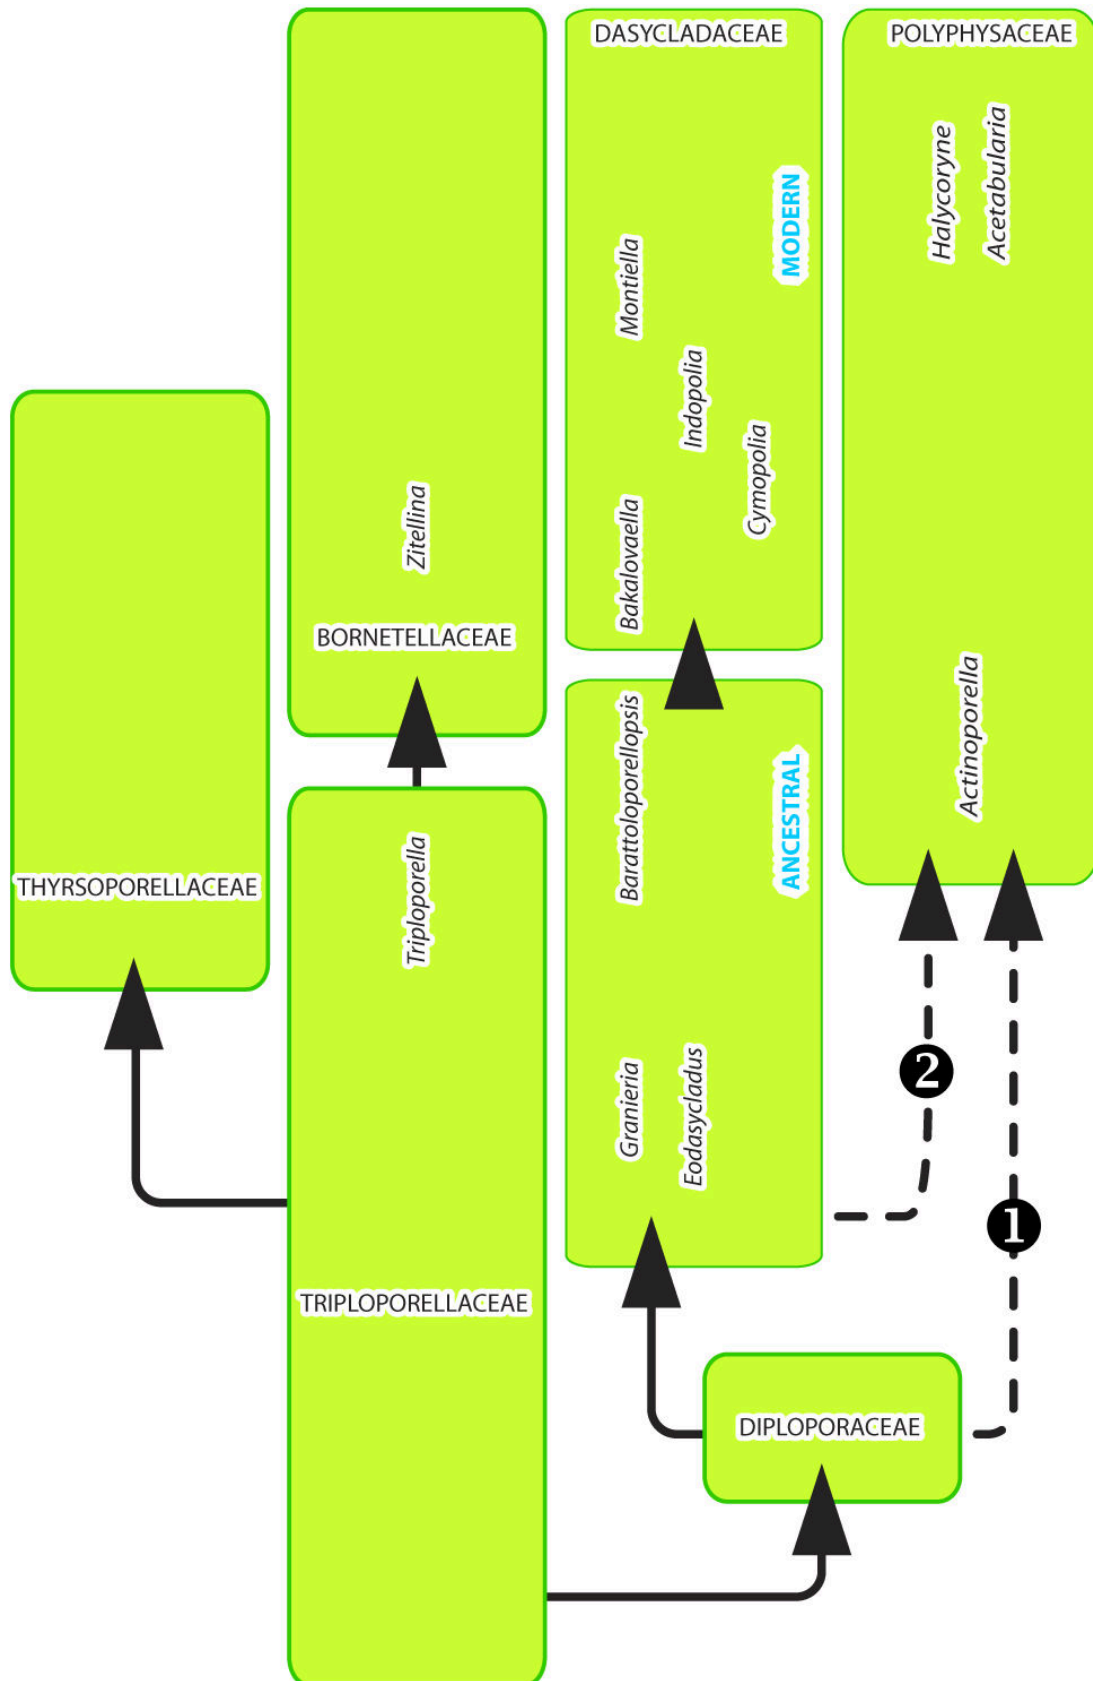 DASYCLADACEAE
POLYPHYSACEAE
Halycoryne
Acetabularia
MODERN
Montiella
Indopolia
Cymopolia
Zitellina
Bakalovaella
BORNETELLACEAE
Actinoporella
Barattoloporellopsis
ANCESTRAL
Triploporella
THYRSOPORELLACEAE
Granieria
Eodasycladus
2
1
TRIPLOPORELLACEAE
DIPLOPORACEAE